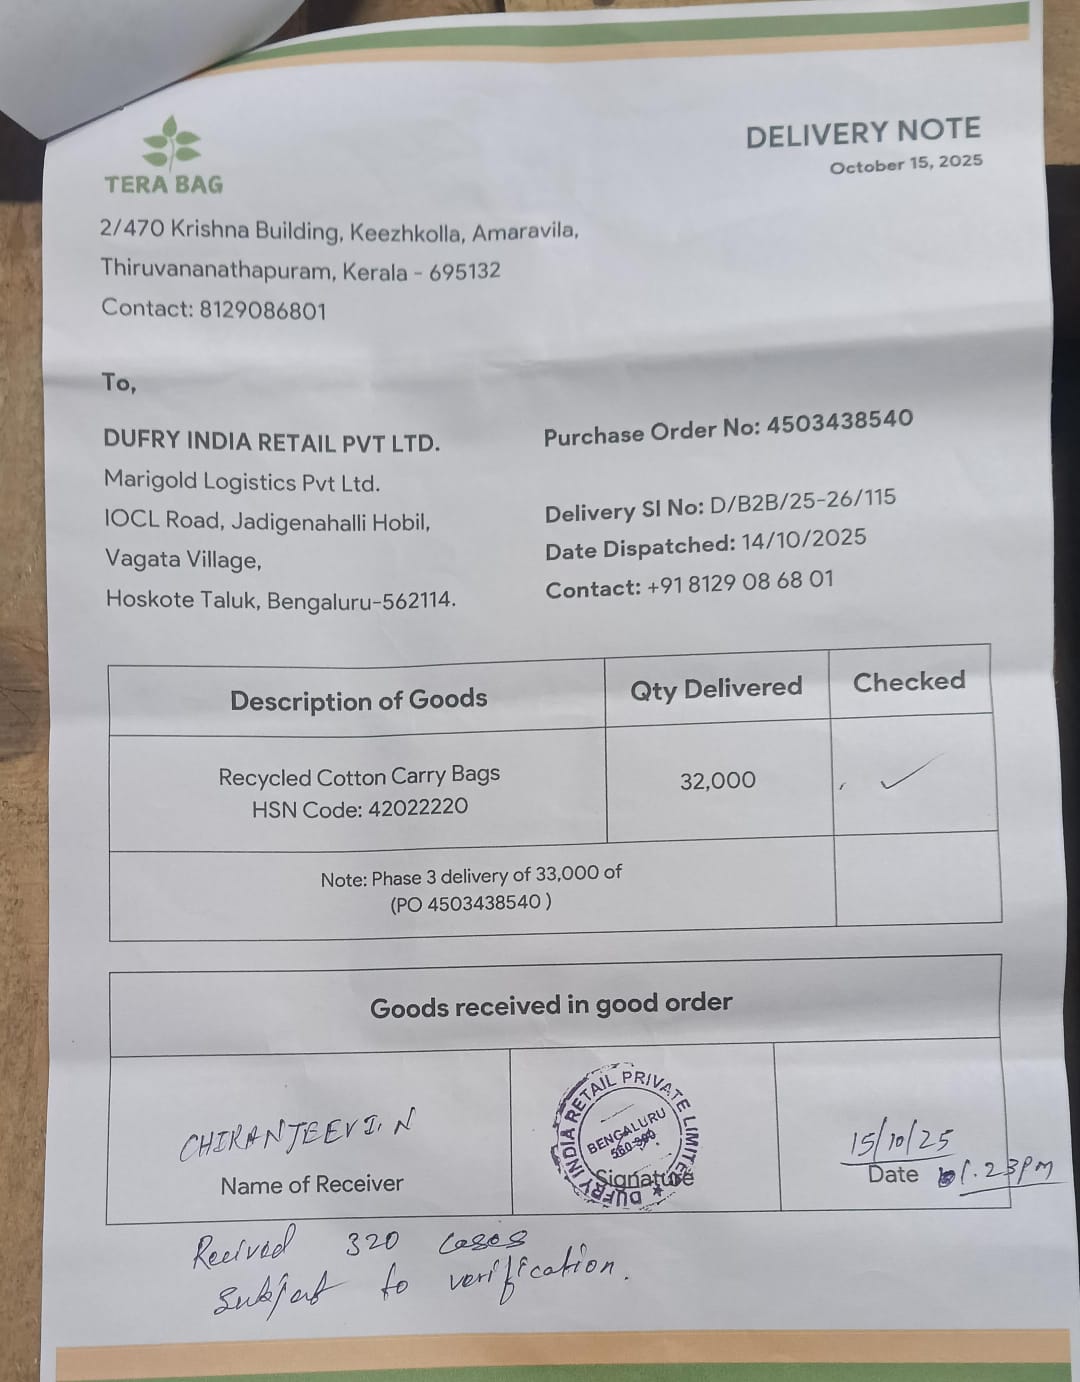 DELIVERY NOTE
October 15, 2025
TERA BAG
2/470 Krishna Building, Keezhkolla, Amaravila,
Thiruvananathapuram, Kerala - 695132
Contact: 8129086801
To,
DUFRY INDIA RETAIL PVT LTD.
Marigold Logistics Pvt Ltd.
IOCL Road, Jadigenahalli Hobil,
Vagata Village,
Hoskote Taluk, Bengaluru-562114.
Purchase Order No: 4503438540
Delivery Sl No: D/B2B/25-26/115
Date Dispatched: 14/10/2025
Contact: +91 8129 08 68 01
Description of Goods Qty Delivered Checked
Recycled Cotton Carry Bags
HSN Code: 42022220
32,000
Note: Phase 3 delivery of 33,000 of
(PO 4503438540 )
Goods received in good order
CHIRANJEEVI. N
Name of Receiver
DUFRY INDIA RETAIL PRIVATE LIMITED
BENGALURU
Signature
15/10/25
Date
1.23PM
Received 320 cases
Subject to verification.